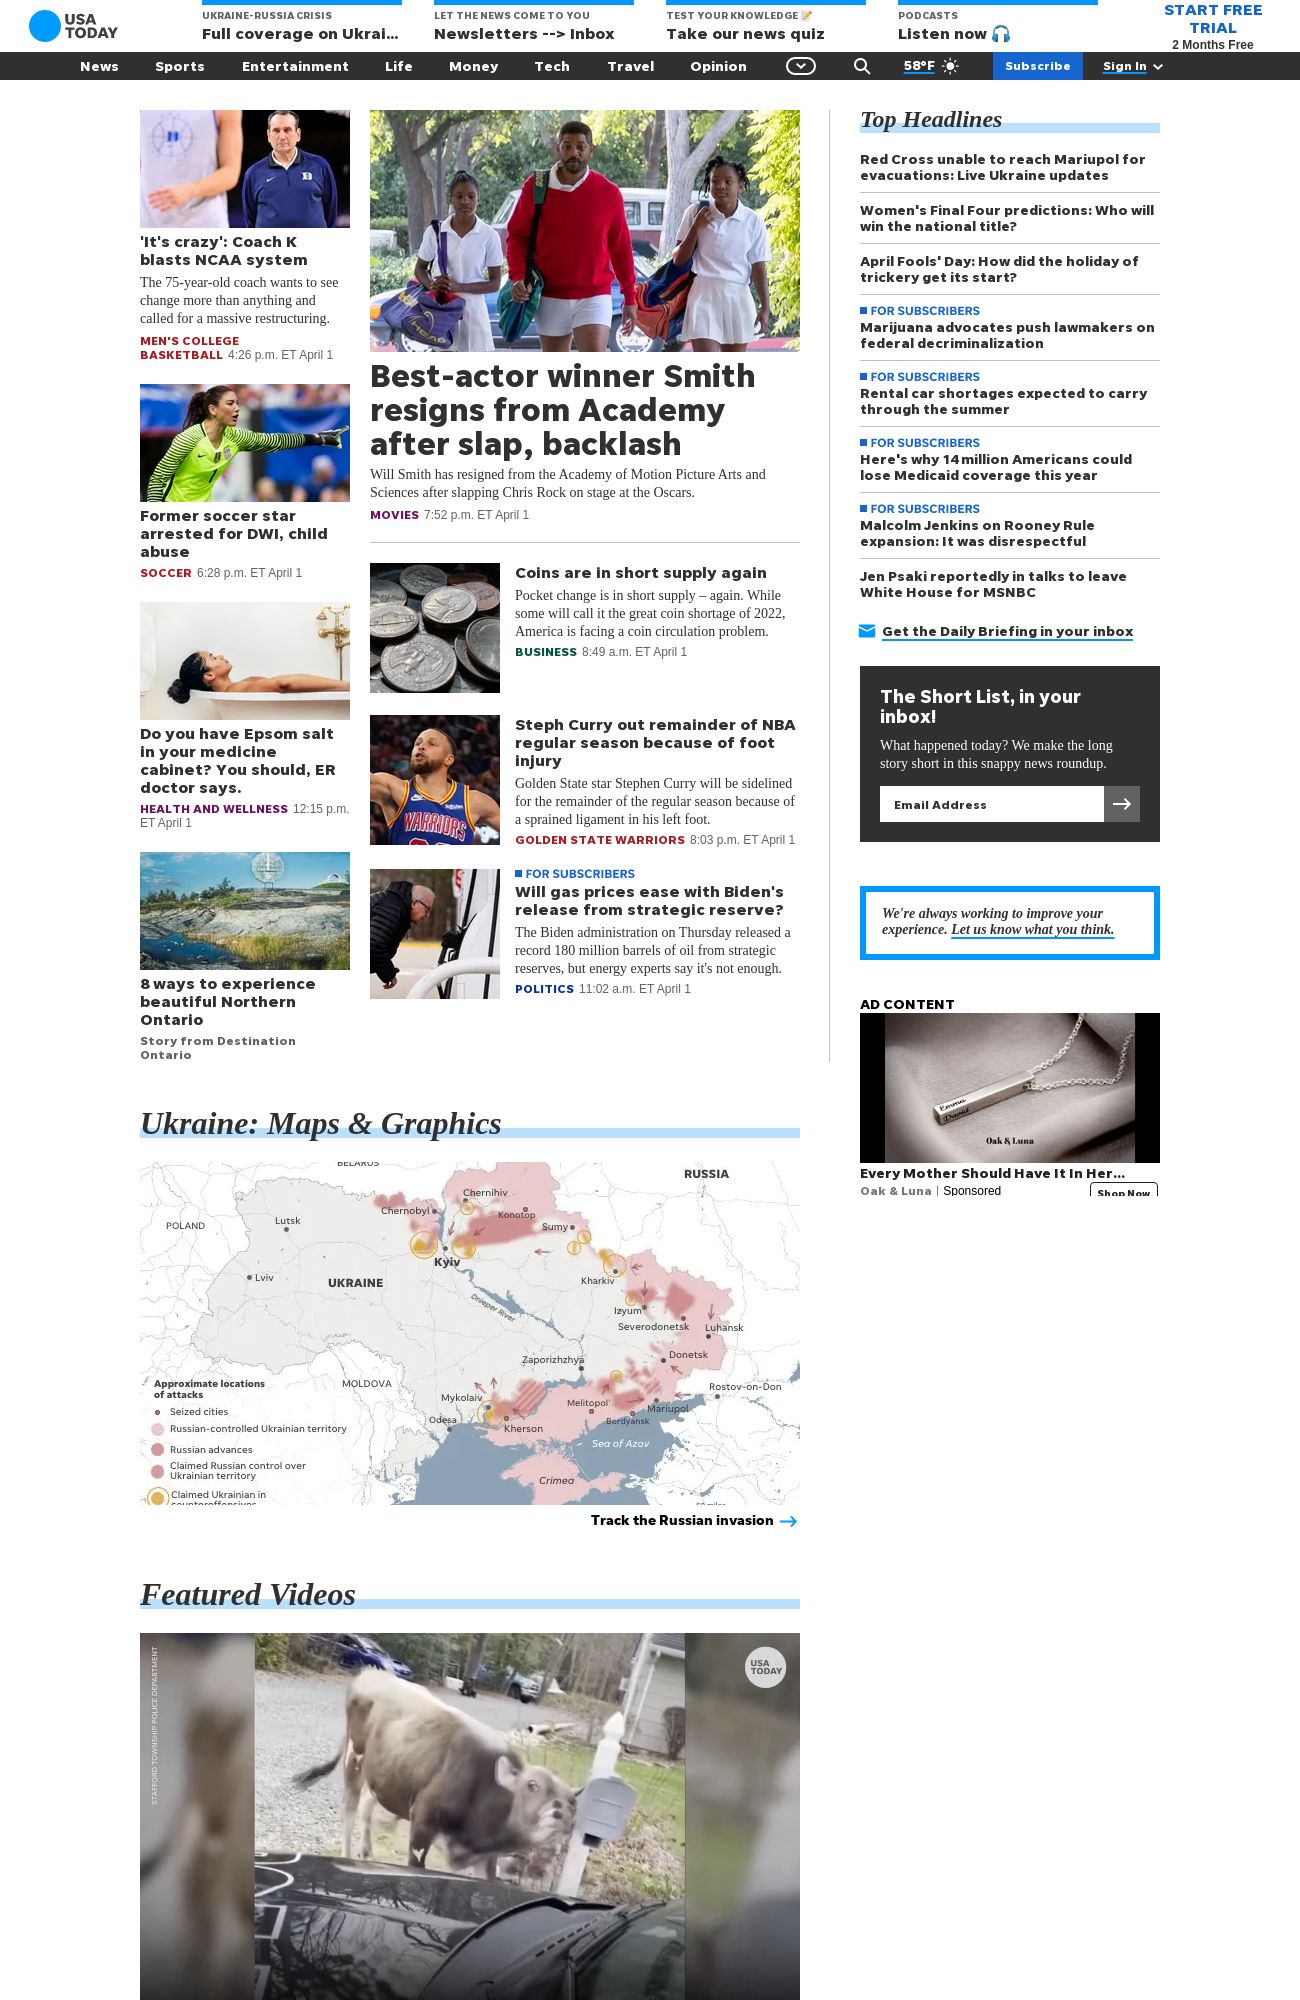 USA
TODAY
UKRAINE-RUSSIA CRISIS
Full coverage on Ukrai...
LET THE NEWS COME TO YOU
Newsletters --> Inbox
TEST YOUR KNOWLEDGE 📝
Take our news quiz
PODCASTS
Listen now 🎧
START FREE
TRIAL
2 Months Free
News
Sports
Entertainment
Life
Money
Tech
Travel
Opinion
58°F
Subscribe
Sign In
'It's crazy': Coach K
blasts NCAA system
The 75-year-old coach wants to see
change more than anything and
called for a massive restructuring.
MEN'S COLLEGE
BASKETBALL 4:26 p.m. ET April 1
Former soccer star
arrested for DWI, child
abuse
SOCCER 6:28 p.m. ET April 1
Do you have Epsom salt
in your medicine
cabinet? You should, ER
doctor says.
HEALTH AND WELLNESS 12:15 p.m.
ET April 1
8 ways to experience
beautiful Northern
Ontario
Story from Destination
Ontario
HEAD
Best-actor winner Smith
resigns from Academy
after slap, backlash
Will Smith has resigned from the Academy of Motion Picture Arts and
Sciences after slapping Chris Rock on stage at the Oscars.
MOVIES 7:52 p.m. ET April 1
Coins are in short supply again
Pocket change is in short supply – again. While
some will call it the great coin shortage of 2022,
America is facing a coin circulation problem.
BUSINESS 8:49 a.m. ET April 1
WARRIORS
Steph Curry out remainder of NBA
regular season because of foot
injury
Golden State star Stephen Curry will be sidelined
for the remainder of the regular season because of
a sprained ligament in his left foot.
GOLDEN STATE WARRIORS 8:03 p.m. ET April 1
FOR SUBSCRIBERS
Will gas prices ease with Biden's
release from strategic reserve?
The Biden administration on Thursday released a
record 180 million barrels of oil from strategic
reserves, but energy experts say it's not enough.
POLITICS 11:02 a.m. ET April 1
Top Headlines
Red Cross unable to reach Mariupol for
evacuations: Live Ukraine updates
Women's Final Four predictions: Who will
win the national title?
April Fools' Day: How did the holiday of
trickery get its start?
FOR SUBSCRIBERS
Marijuana advocates push lawmakers on
federal decriminalization
FOR SUBSCRIBERS
Rental car shortages expected to carry
through the summer
FOR SUBSCRIBERS
Here's why 14 million Americans could
lose Medicaid coverage this year
FOR SUBSCRIBERS
Malcolm Jenkins on Rooney Rule
expansion: It was disrespectful
Jen Psaki reportedly in talks to leave
White House for MSNBC
Get the Daily Briefing in your inbox
The Short List, in your
inbox!
What happened today? We make the long
story short in this snappy news roundup.
Email Address
We're always working to improve your
experience. Let us know what you think.
AD CONTENT
Emma
David
Oak & Luna
Every Mother Should Have It In Her...
Oak & Luna | Sponsored
Shop Now
Ukraine: Maps & Graphics
BELARUS
RUSSIA
Chernihiv
Chernobyl
Konotop
POLAND
Lutsk
Sumy
Kyiv
Lviv
UKRAINE
Kharkiv
Dnieper River
Izyum
Severodonetsk
Luhansk
Zaporizhzhya
Donetsk
MOLDOVA
Rostov-on-Don
Mykolaiv
Melitopol'
Mariupol
Odesa
Berdyansk
Kherson
Sea of Azov
Crimea
Approximate locations
of attacks
Seized cities
Russian-controlled Ukrainian territory
Russian advances
Claimed Russian control over
Ukrainian territory
Claimed Ukrainian in
counteroffensives
50 miles
Track the Russian invasion
Featured Videos
STAFFORD TOWNSHIP POLICE DEPARTMENT
USA
TODAY